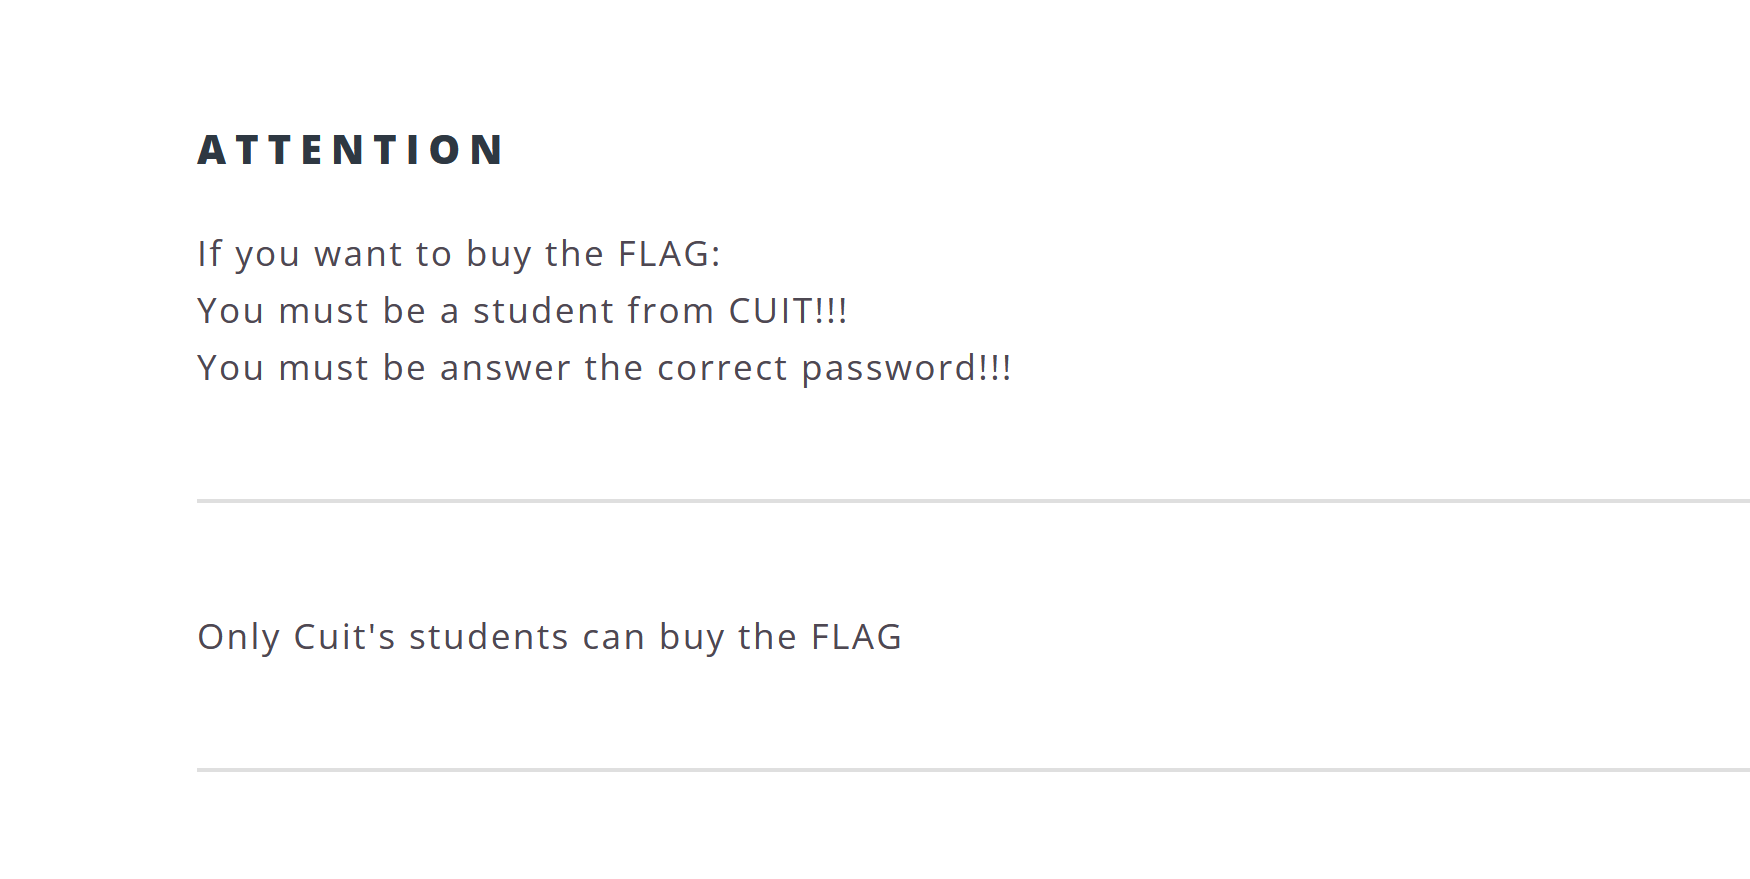 ATTENTION
If you want to buy the FLAG:
You must be a student from CUIT!!!
You must be answer the correct password!!!
Only Cuit's students can buy the FLAG